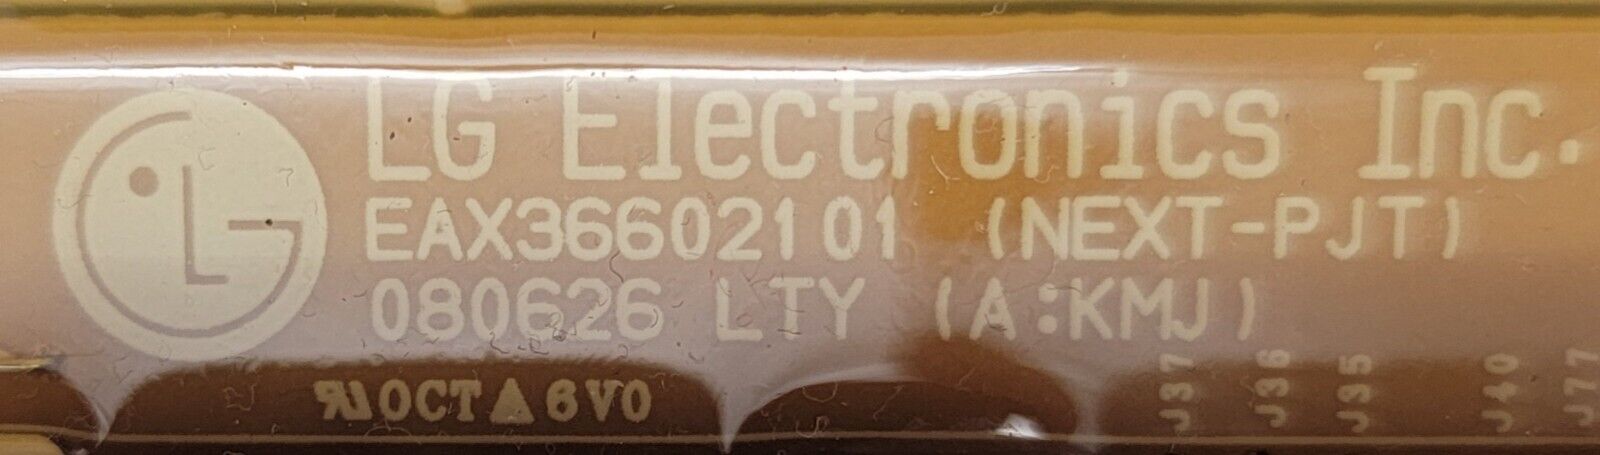 LG LG Electronics Inc.
EAX36602101 (NEXT-PJT)
080626 LTY (A:KMJ)
OCT▲6V0
J37
J36
J35
J40
J77